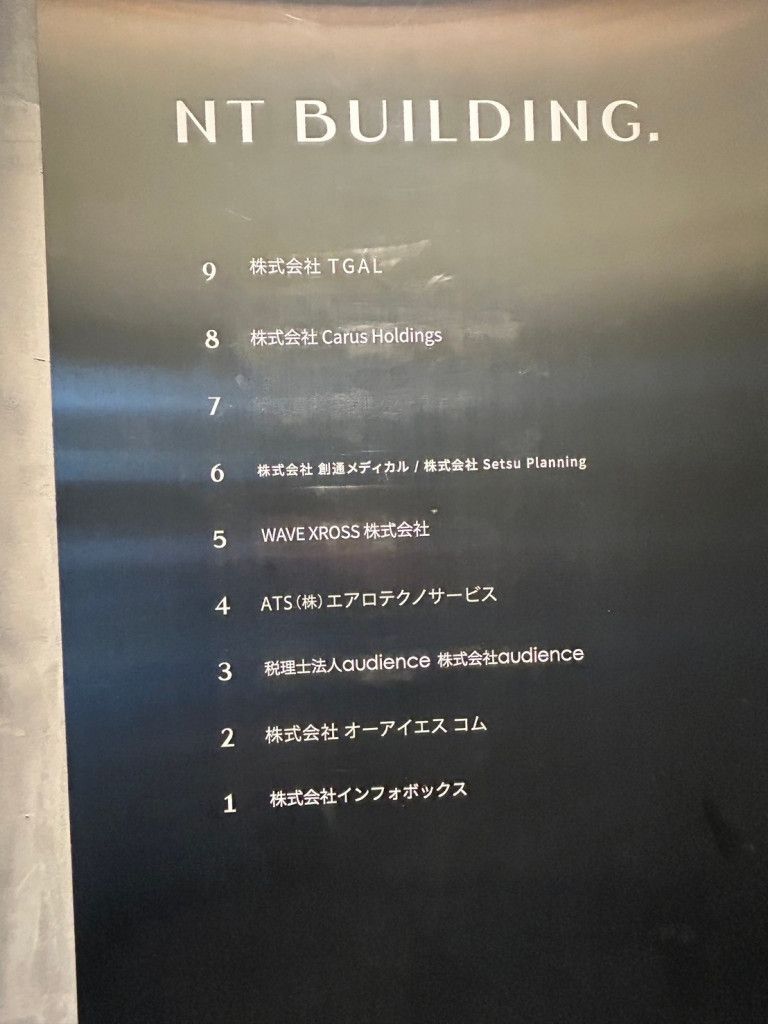 NT BUILDING.
9 株式会社 TGAL
8 株式会社 Carus Holdings
7
6 株式会社 創通メディカル / 株式会社 Setsu Planning
5 WAVE XROSS 株式会社
4 ATS（株）エアロテクノサービス
3 税理士法人audience 株式会社audience
2 株式会社 オーアイエス コム
1 株式会社インフォボックス